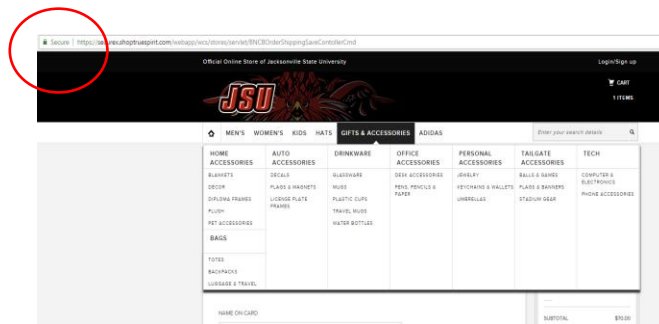 Secure | https://securex.shoptruespirit.com/webapp/wcs/stores/servlet/ENCBOrderShippingSaveContollerCmd
Official Online Store of Jacksonville State University
Login/Sign up
JSU
CART
1 ITEMS
MEN'S WOMEN'S KIDS HATS GIFTS & ACCESSORIES ADIDAS
Enter your search details
HOME
ACCESSORIES
BLANKETS
DÉCOR
DIPLOMA FRAMES
PLUSH
PET ACCESSORIES
BAGS
TOTES
BACKPACKS
LUGGAGE & TRAVEL
AUTO
ACCESSORIES
DECALS
FLAGS & MAGNETS
LICENSE PLATE
FRAMES
DRINKWARE
GLASSWARE
MUGS
PLASTIC CUPS
TRAVEL MUGS
WATER BOTTLES
OFFICE
ACCESSORIES
DESK ACCESSORIES
PENS, PENCILS &
PAPER
PERSONAL
ACCESSORIES
JEWELRY
KEYCHAINS & WALLETS
UMBRELLAS
TAILGATE
ACCESSORIES
BALLS & GAMES
FLAGS & BANNERS
STADIUM GEAR
TECH
COMPUTER &
ELECTRONICS
PHONE ACCESSORIES
NAME ON CARD
SUBTOTAL $70.00